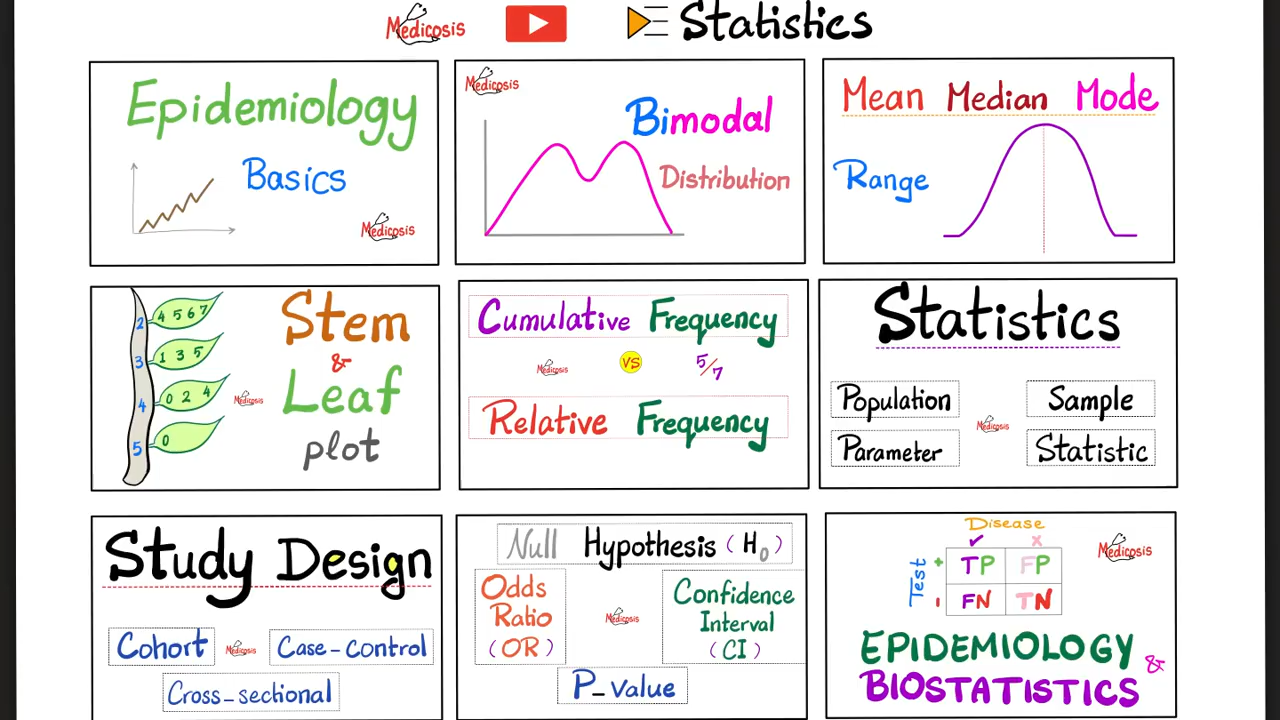 Medicosis Statistics
Epidemiology
Basics
Medicosis
Medicosis
Bimodal
Distribution
Mean Median Mode
Range
2 4 5 6 7
3 1 3 5
4 0 2 4
5 0
Stem
&
Leaf
plot
Medicosis
Cumulative Frequency
Medicosis VS 5/7
Relative Frequency
Statistics
Population Sample
Medicosis
Parameter Statistic
Study Design
Cohort Medicosis Case-Control
Cross-sectional
Null Hypothesis (H0)
Odds
Ratio
(OR)
Medicosis
Confidence
Interval
(CI)
P-value
Disease
✓ x
Medicosis
Test
+ TP FP
- FN TN
EPIDEMIOLOGY
&
BIOSTATISTICS